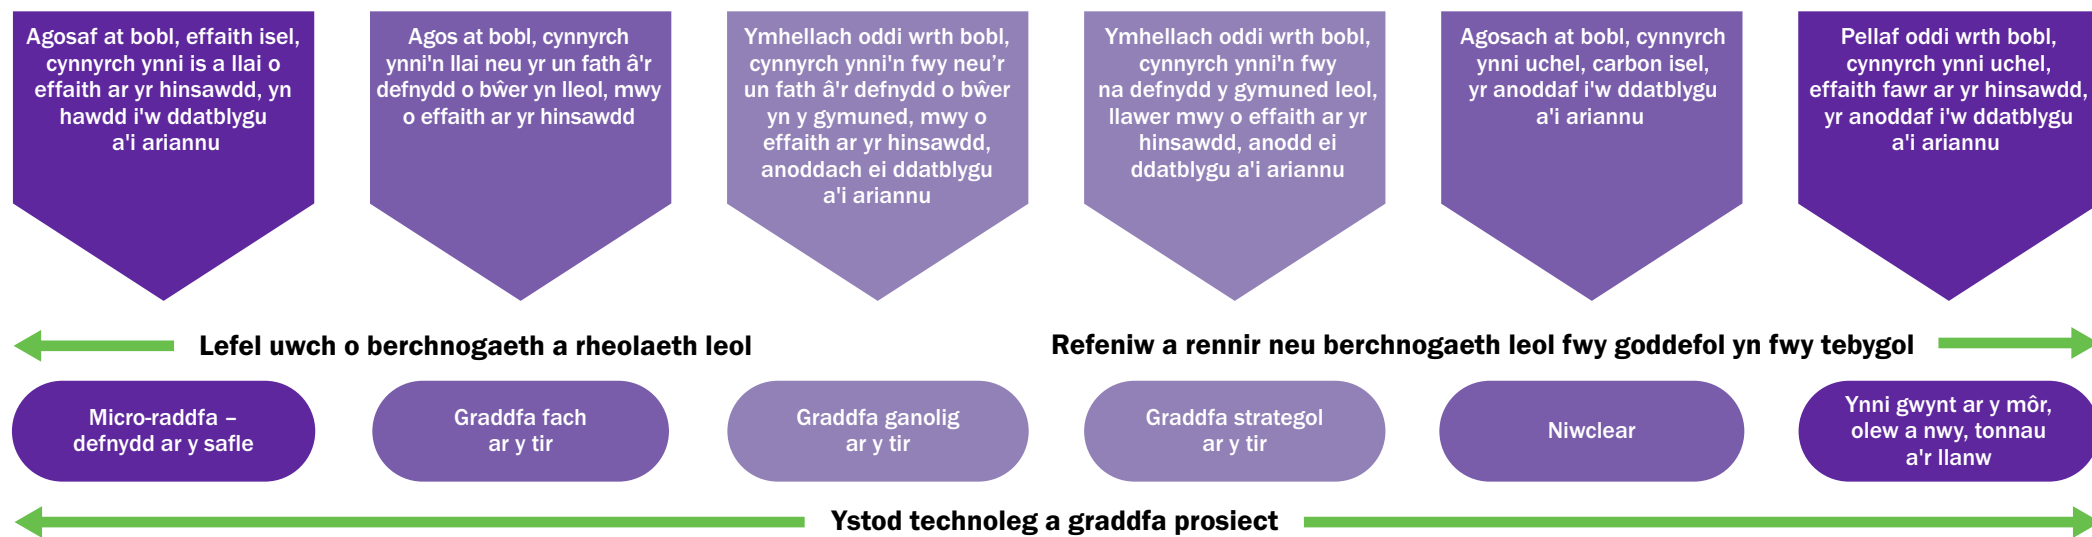 Agosaf at bobl, effaith isel,
cynnyrch ynni is a llai o
effaith ar yr hinsawdd, yn
hawdd i'w ddatblygu
a'i ariannu
Agos at bobl, cynnyrch
ynni'n llai neu yr un fath â'r
defnydd o bŵer yn lleol, mwy
o effaith ar yr hinsawdd
Ymhellach oddi wrth bobl,
cynnyrch ynni'n fwy neu’r
un fath â'r defnydd o bŵer
yn y gymuned, mwy o
effaith ar yr hinsawdd,
anoddach ei ddatblygu
a'i ariannu
Ymhellach oddi wrth bobl,
cynnyrch ynni'n fwy
na defnydd y gymuned leol,
llawer mwy o effaith ar yr
hinsawdd, anodd ei
ddatblygu a'i ariannu
Agosach at bobl, cynnyrch
ynni uchel, carbon isel,
yr anoddaf i'w ddatblygu
a'i ariannu
Pellaf oddi wrth bobl,
cynnyrch ynni uchel,
effaith fawr ar yr hinsawdd,
yr anoddaf i'w ddatblygu
a'i ariannu
Lefel uwch o berchnogaeth a rheolaeth leol
Refeniw a rennir neu berchnogaeth leol fwy goddefol yn fwy tebygol
Micro-raddfa –
defnydd ar y safle
Graddfa fach
ar y tir
Graddfa ganolig
ar y tir
Graddfa strategol
ar y tir
Niwclear
Ynni gwynt ar y môr,
olew a nwy, tonnau
a'r llanw
Ystod technoleg a graddfa prosiect